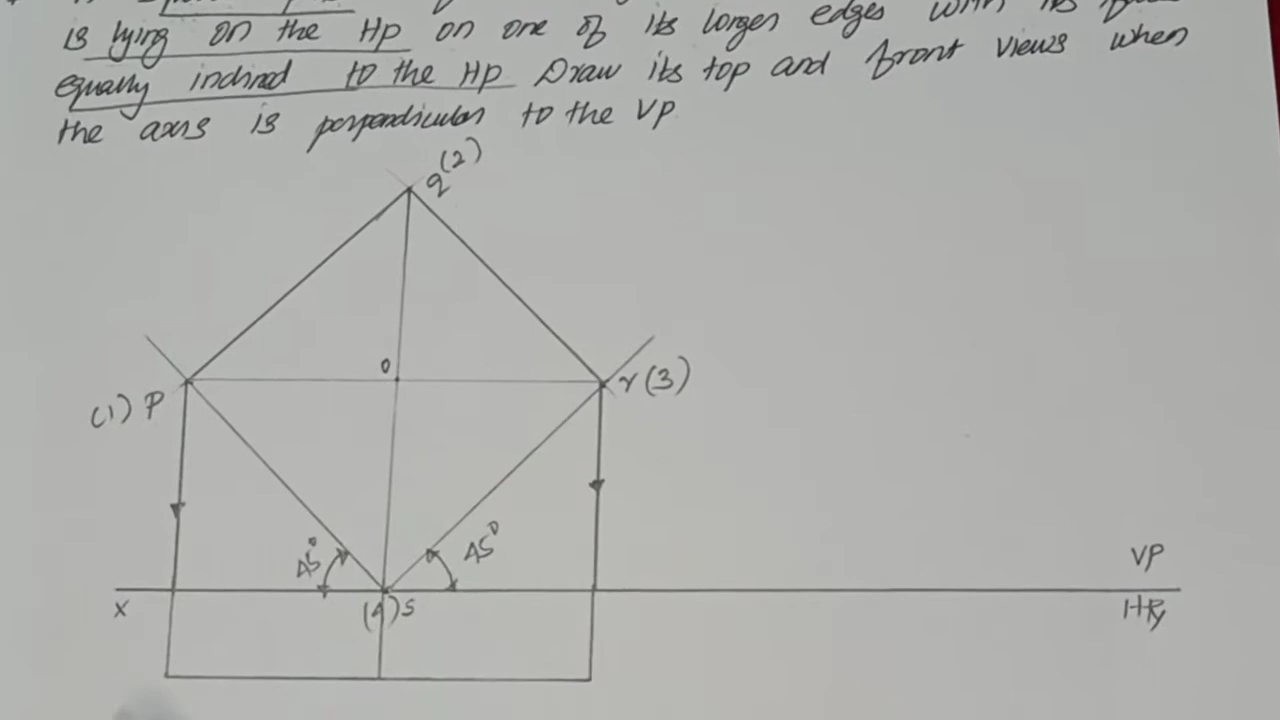 is lying on the Hp on one of its longer edges with its
equally inclined to the HP Draw its top and front views when
the axis is perpendicular to the VP
q (2)
o
(1) P
r (3)
45°
45°
VP
X
(4) s
HP